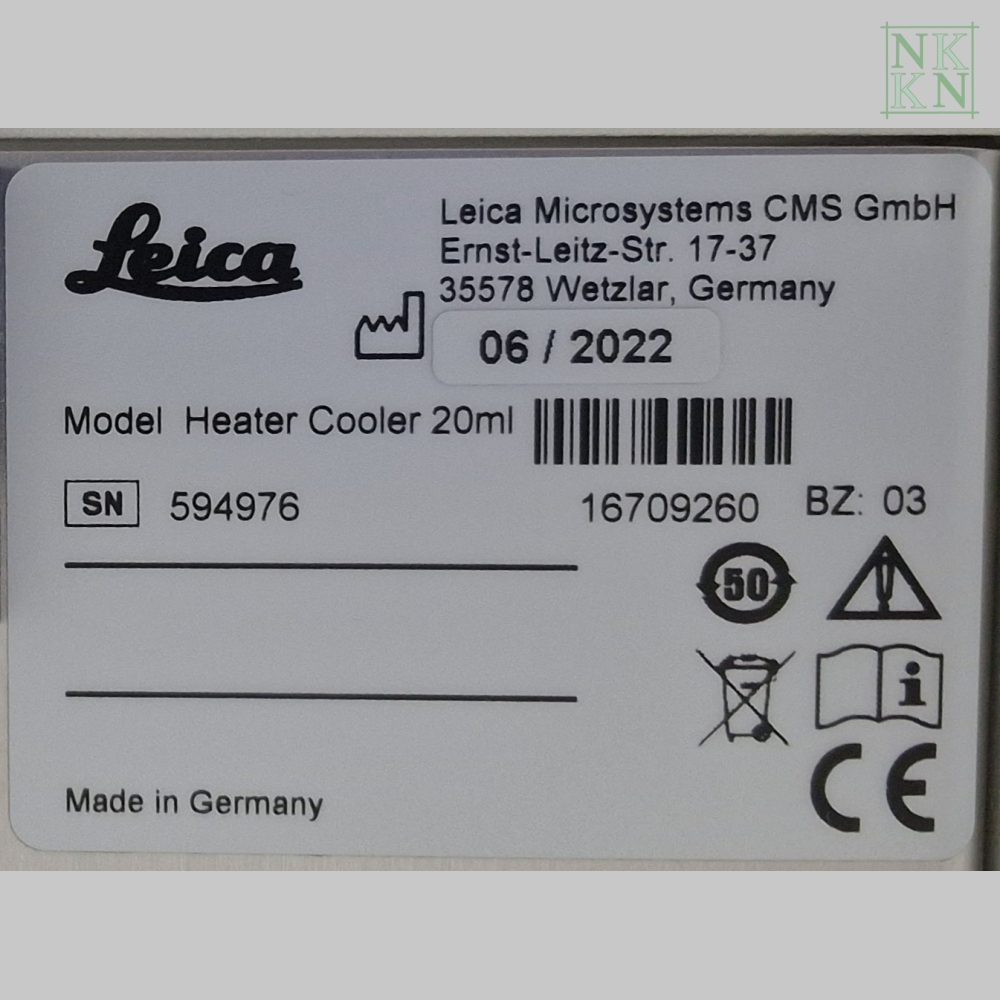 NK
KN
Leica
Leica Microsystems CMS GmbH
Ernst-Leitz-Str. 17-37
35578 Wetzlar, Germany
06 / 2022
Model Heater Cooler 20ml
SN 594976 16709260 BZ: 03
50
i
Made in Germany
CE